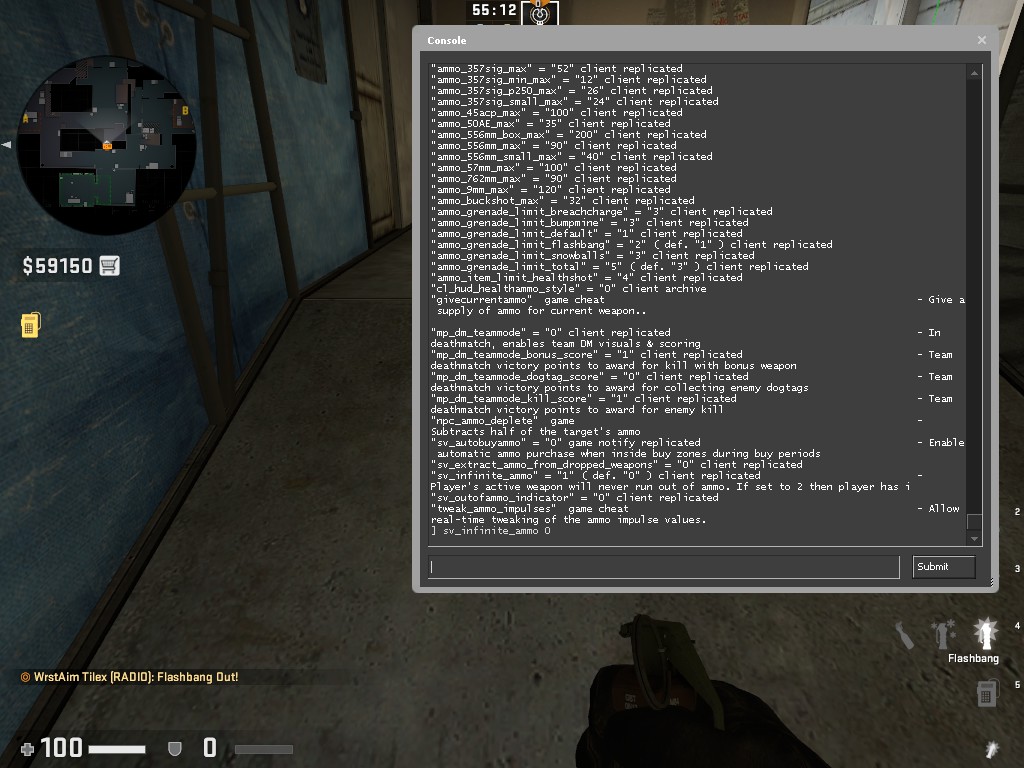 55:12
Console
"ammo_357sig_max" = "52" client replicated
"ammo_357sig_min_max" = "12" client replicated
"ammo_357sig_p250_max" = "26" client replicated
"ammo_357sig_small_max" = "24" client replicated
"ammo_45acp_max" = "100" client replicated
"ammo_50AE_max" = "35" client replicated
"ammo_556mm_box_max" = "200" client replicated
"ammo_556mm_max" = "90" client replicated
"ammo_556mm_small_max" = "40" client replicated
"ammo_57mm_max" = "100" client replicated
"ammo_762mm_max" = "90" client replicated
"ammo_9mm_max" = "120" client replicated
"ammo_buckshot_max" = "32" client replicated
"ammo_grenade_limit_breachcharge" = "3" client replicated
"ammo_grenade_limit_bumpmine" = "3" client replicated
"ammo_grenade_limit_default" = "1" client replicated
"ammo_grenade_limit_flashbang" = "2" ( def. "1" ) client replicated
"ammo_grenade_limit_snowballs" = "3" client replicated
"ammo_grenade_limit_total" = "5" ( def. "3" ) client replicated
"ammo_item_limit_healthshot" = "4" client replicated
"cl_hud_healthammo_style" = "0" client archive
"givecurrentammo" game cheat - Give a
supply of ammo for current weapon..
"mp_dm_teammode" = "0" client replicated - In
deathmatch, enables team DM visuals & scoring
"mp_dm_teammode_bonus_score" = "1" client replicated - Team
deathmatch victory points to award for kill with bonus weapon
"mp_dm_teammode_dogtag_score" = "0" client replicated - Team
deathmatch victory points to award for collecting enemy dogtags
"mp_dm_teammode_kill_score" = "1" client replicated - Team
deathmatch victory points to award for enemy kill
"npc_ammo_deplete" game -
Subtracts half of the target's ammo
"sv_autobuyammo" = "0" game notify replicated - Enable
automatic ammo purchase when inside buy zones during buy periods
"sv_extract_ammo_from_dropped_weapons" = "0" client replicated
"sv_infinite_ammo" = "1" ( def. "0" ) client replicated -
Player's active weapon will never run out of ammo. If set to 2 then player has i
"sv_outofammo_indicator" = "0" client replicated
"tweak_ammo_impulses" game cheat - Allow
real-time tweaking of the ammo impulse values.
] sv_infinite_ammo 0
Submit
A
B
$59150
2
3
4
Flashbang
5
WrstAim Tilex [RADIO]: Flashbang Out!
100
0